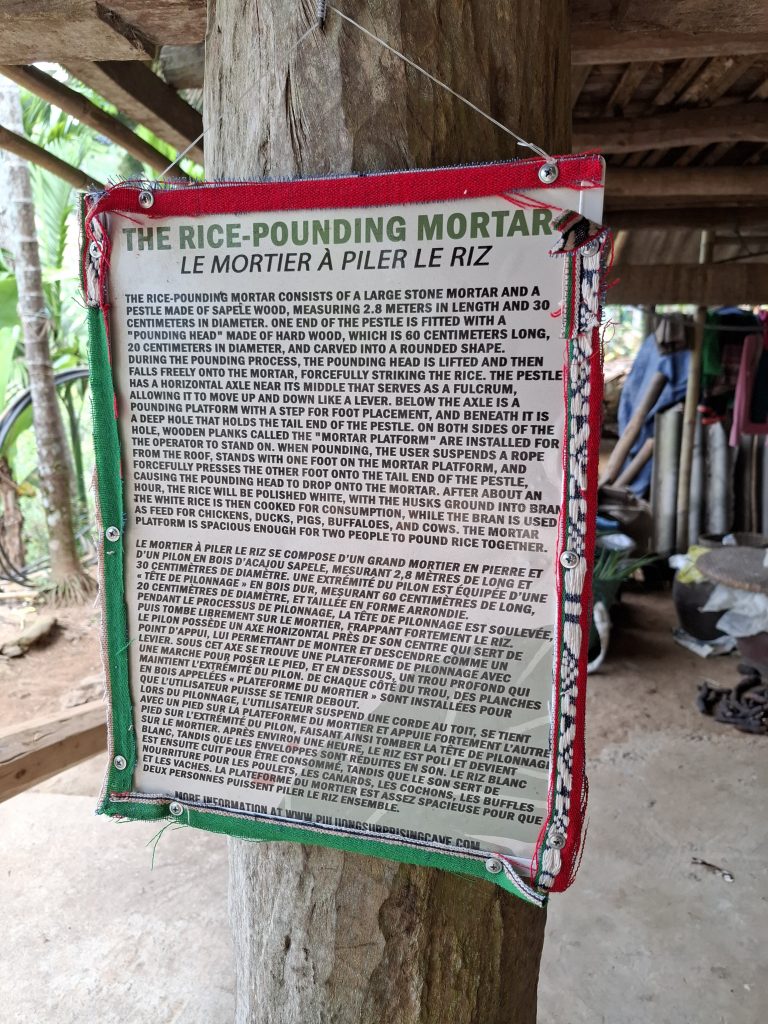 THE RICE-POUNDING MORTAR
LE MORTIER À PILER LE RIZ
THE RICE-POUNDING MORTAR CONSISTS OF A LARGE STONE MORTAR AND A
PESTLE MADE OF SAPELE WOOD, MEASURING 2.8 METERS IN LENGTH AND 30
CENTIMETERS IN DIAMETER. ONE END OF THE PESTLE IS FITTED WITH A
"POUNDING HEAD" MADE OF HARD WOOD, WHICH IS 60 CENTIMETERS LONG,
20 CENTIMETERS IN DIAMETER, AND CARVED INTO A ROUNDED SHAPE.
DURING THE POUNDING PROCESS, THE POUNDING HEAD IS LIFTED AND THEN
FALLS FREELY ONTO THE MORTAR, FORCEFULLY STRIKING THE RICE. THE PESTLE
HAS A HORIZONTAL AXLE NEAR ITS MIDDLE THAT SERVES AS A FULCRUM,
ALLOWING IT TO MOVE UP AND DOWN LIKE A LEVER. BELOW THE AXLE IS A
POUNDING PLATFORM WITH A STEP FOR FOOT PLACEMENT, AND BENEATH IT IS
A DEEP HOLE THAT HOLDS THE TAIL END OF THE PESTLE. ON BOTH SIDES OF THE
HOLE, WOODEN PLANKS CALLED THE "MORTAR PLATFORM" ARE INSTALLED FOR
THE OPERATOR TO STAND ON. WHEN POUNDING, THE USER SUSPENDS A ROPE
FROM THE ROOF, STANDS WITH ONE FOOT ON THE MORTAR PLATFORM, AND
FORCEFULLY PRESSES THE OTHER FOOT ONTO THE TAIL END OF THE PESTLE,
CAUSING THE POUNDING HEAD TO DROP ONTO THE MORTAR. AFTER ABOUT AN
HOUR, THE RICE WILL BE POLISHED WHITE, WITH THE HUSKS GROUND INTO BRAN
THE WHITE RICE IS THEN COOKED FOR CONSUMPTION, WHILE THE BRAN IS USED
AS FEED FOR CHICKENS, DUCKS, PIGS, BUFFALOES, AND COWS. THE MORTAR
PLATFORM IS SPACIOUS ENOUGH FOR TWO PEOPLE TO POUND RICE TOGETHER.
LE MORTIER À PILER LE RIZ SE COMPOSE D'UN GRAND MORTIER EN PIERRE ET
D'UN PILON EN BOIS D'ACAJOU SAPELE, MESURANT 2,8 MÈTRES DE LONG ET
30 CENTIMÈTRES DE DIAMÈTRE. UNE EXTRÉMITÉ DU PILON EST ÉQUIPÉE D'UNE
« TÊTE DE PILONNAGE » EN BOIS DUR, MESURANT 60 CENTIMÈTRES DE LONG,
20 CENTIMÈTRES DE DIAMÈTRE, ET TAILLÉE EN FORME ARRONDIE.
PENDANT LE PROCESSUS DE PILONNAGE, LA TÊTE DE PILONNAGE EST SOULEVÉE,
PUIS TOMBE LIBREMENT SUR LE MORTIER, FRAPPANT FORTEMENT LE RIZ.
LE PILON POSSÈDE UN AXE HORIZONTAL PRÈS DE SON CENTRE QUI SERT DE
POINT D'APPUI, LUI PERMETTANT DE MONTER ET DESCENDRE COMME UN
LEVIER. SOUS CET AXE SE TROUVE UNE PLATEFORME DE PILONNAGE AVEC
UNE MARCHE POUR POSER LE PIED, ET EN DESSOUS, UN TROU PROFOND QUI
MAINTIENT L'EXTRÉMITÉ DU PILON. DE CHAQUE CÔTÉ DU TROU, DES PLANCHES
EN BOIS APPELÉES « PLATEFORME DU MORTIER » SONT INSTALLÉES POUR
QUE L'UTILISATEUR PUISSE SE TENIR DEBOUT.
LORS DU PILONNAGE, L'UTILISATEUR SUSPEND UNE CORDE AU TOIT, SE TIENT
AVEC UN PIED SUR LA PLATEFORME DU MORTIER ET APPUIE FORTEMENT L'AUTRE
PIED SUR L'EXTRÉMITÉ DU PILON, FAISANT AINSI TOMBER LA TÊTE DE PILONNAGE
SUR LE MORTIER. APRÈS ENVIRON UNE HEURE, LE RIZ EST POLI ET DEVIENT
BLANC, TANDIS QUE LES ENVELOPPES SONT RÉDUITES EN SON. LE RIZ BLANC
EST ENSUITE CUIT POUR ÊTRE CONSOMMÉ, TANDIS QUE LE SON SERT DE
NOURRITURE POUR LES POULETS, LES CANARDS, LES COCHONS, LES BUFFLES
ET LES VACHES. LA PLATEFORME DU MORTIER EST ASSEZ SPACIEUSE POUR QUE
DEUX PERSONNES PUISSENT PILER LE RIZ ENSEMBLE.
MORE INFORMATION AT WWW.PULUONGSURPRISINGCAVE.COM